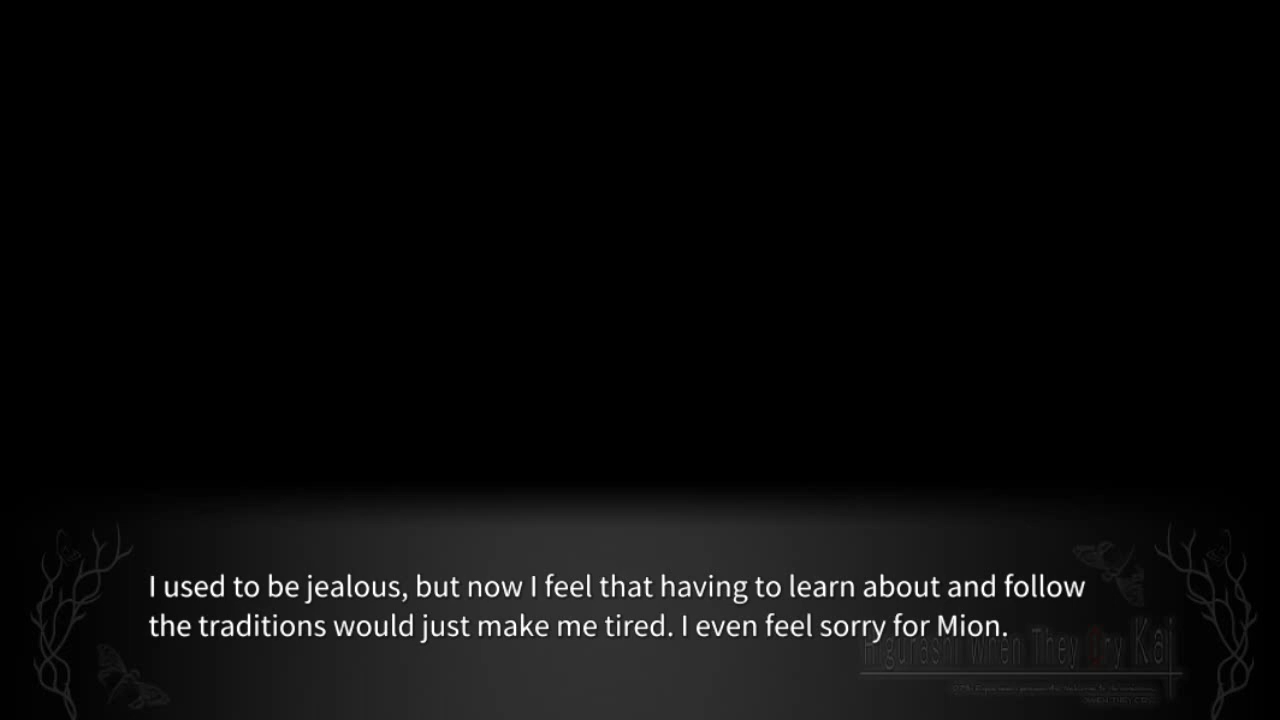 I used to be jealous, but now I feel that having to learn about and follow
the traditions would just make me tired. I even feel sorry for Mion.
Higurashi When They Cry Kai